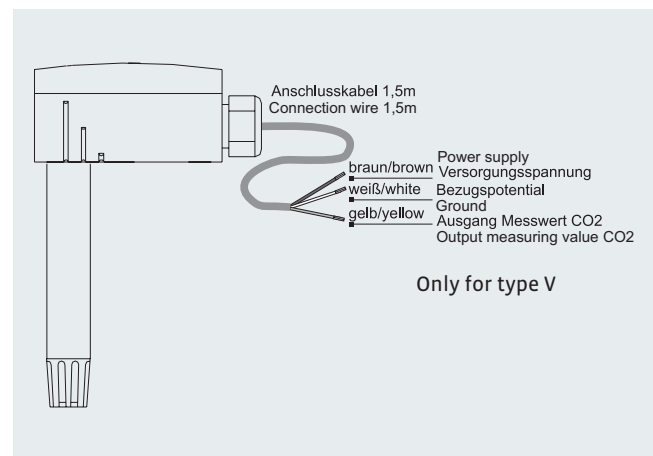 Anschlusskabel 1,5m
Connection wire 1,5m
braun/brown
Power supply
Versorgungsspannung
weiß/white
Bezugspotential
Ground
gelb/yellow
Ausgang Messwert CO2
Output measuring value CO2
Only for type V